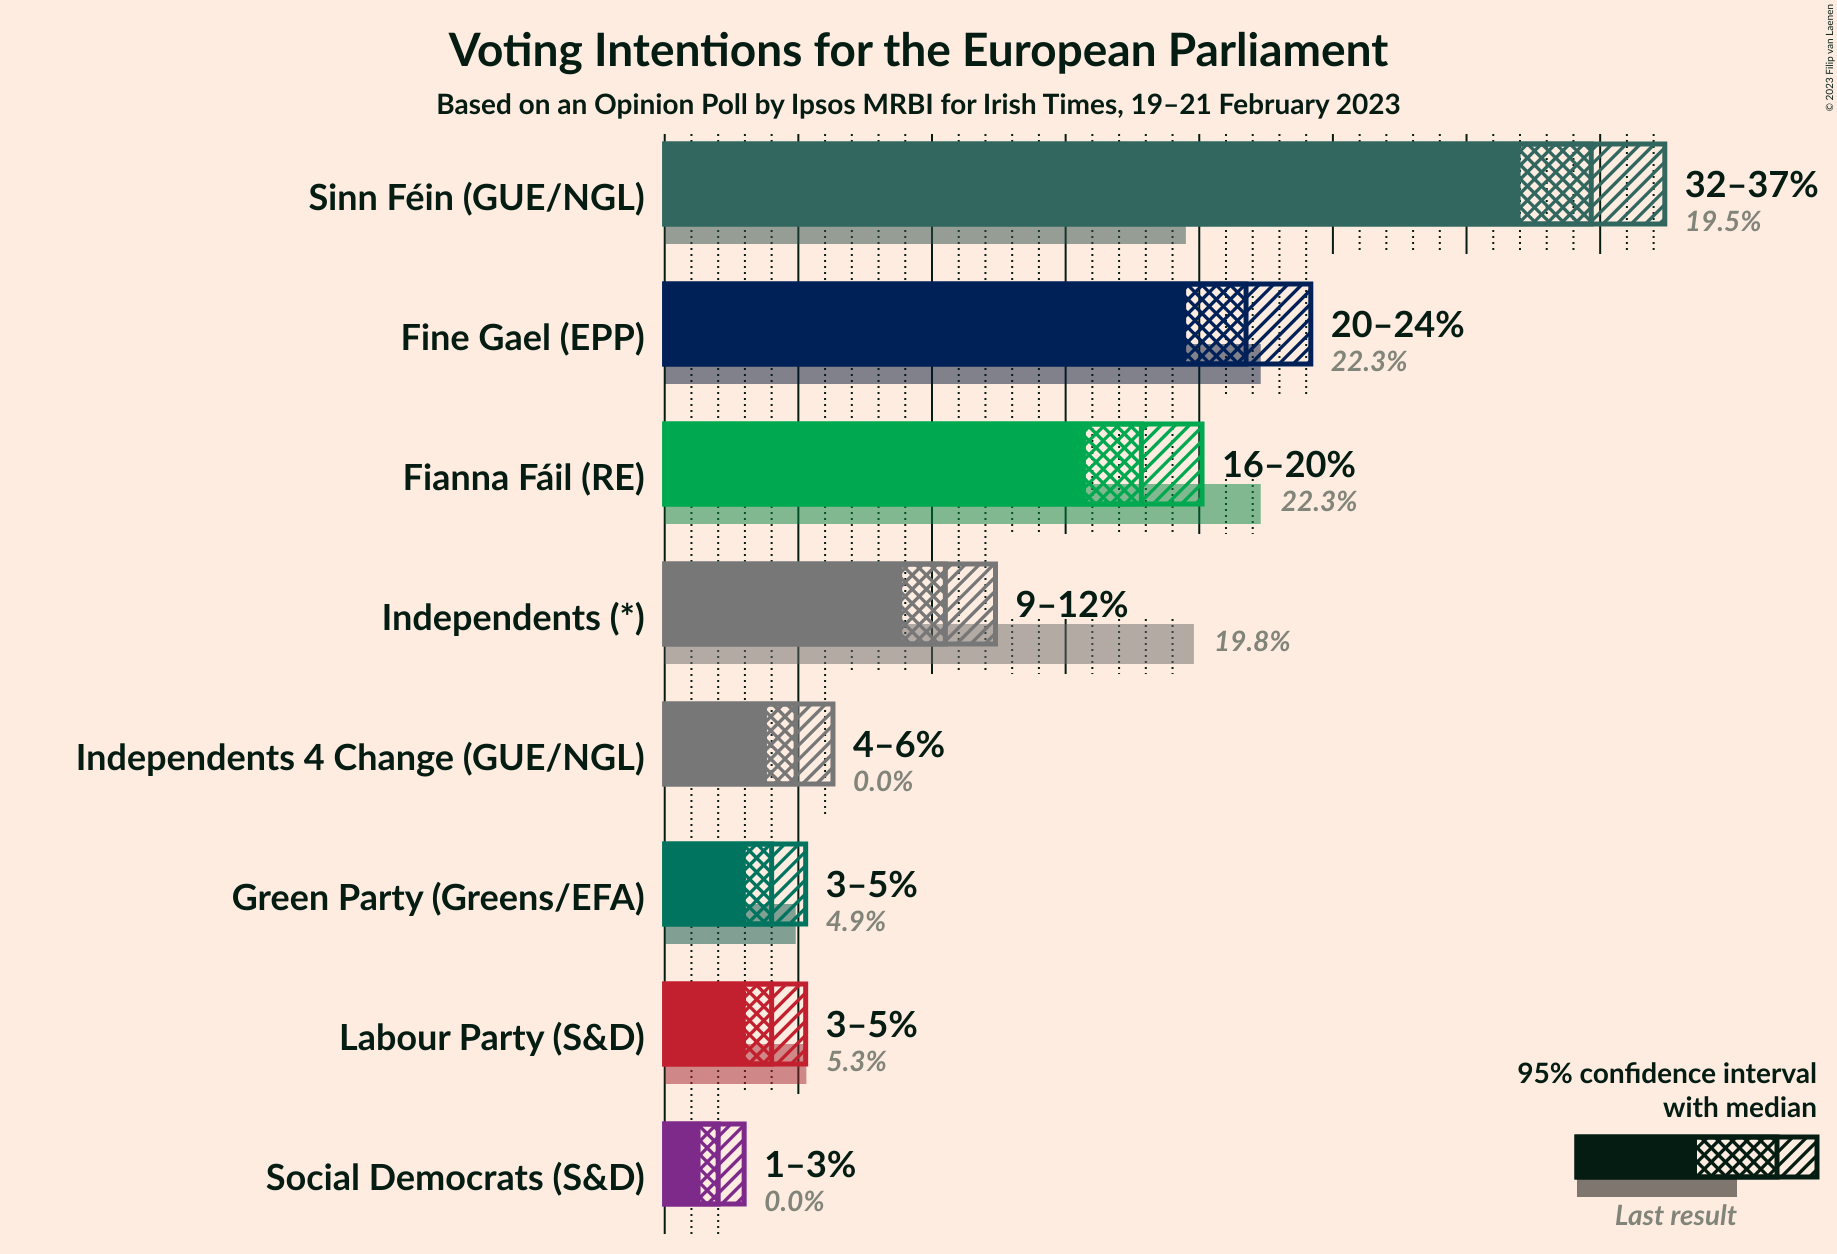 Voting Intentions for the European Parliament
Based on an Opinion Poll by Ipsos MRBI for Irish Times, 19–21 February 2023
© 2023 Filip van Laenen
Sinn Féin (GUE/NGL)
32–37%
19.5%
Fine Gael (EPP)
20–24%
22.3%
Fianna Fáil (RE)
16–20%
22.3%
Independents (*)
9–12%
19.8%
Independents 4 Change (GUE/NGL)
4–6%
0.0%
Green Party (Greens/EFA)
3–5%
4.9%
Labour Party (S&D)
3–5%
5.3%
Social Democrats (S&D)
1–3%
0.0%
95% confidence interval
with median
Last result